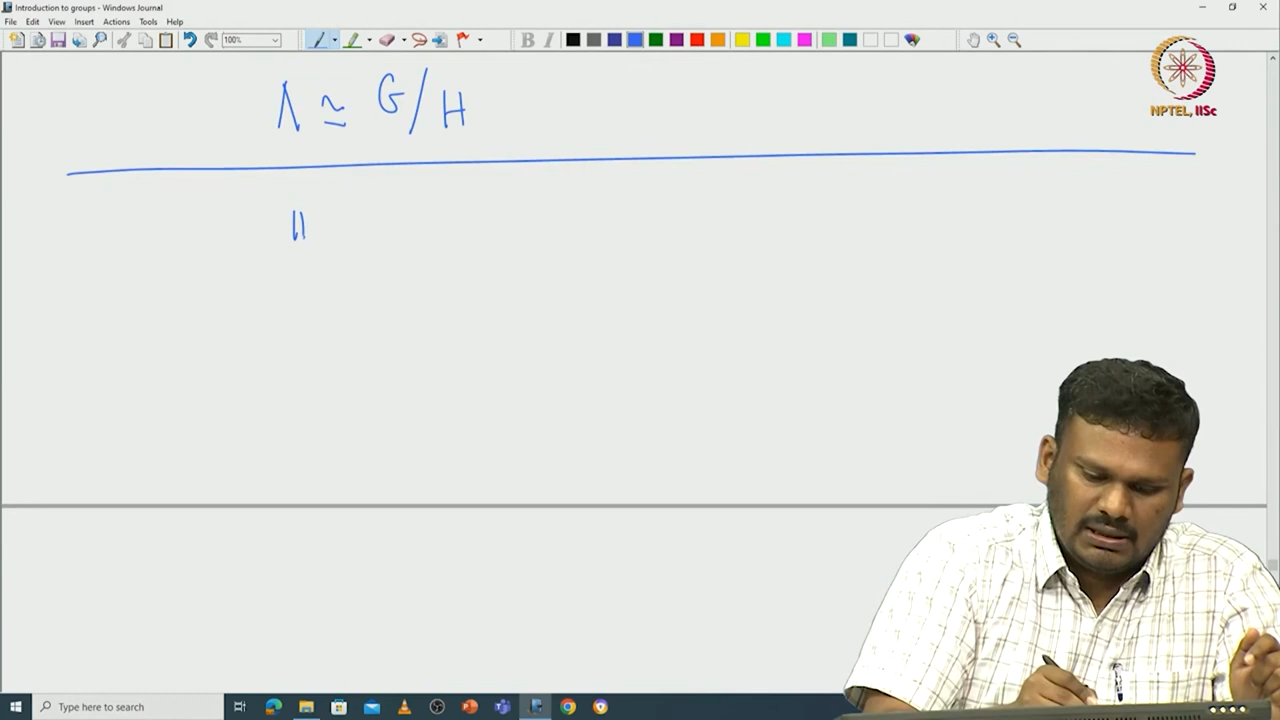 Introduction to groups - Windows Journal
File Edit View Insert Actions Tools Help
100%
B I
NPTEL, IISc
Λ ≃ G/H
Type here to search